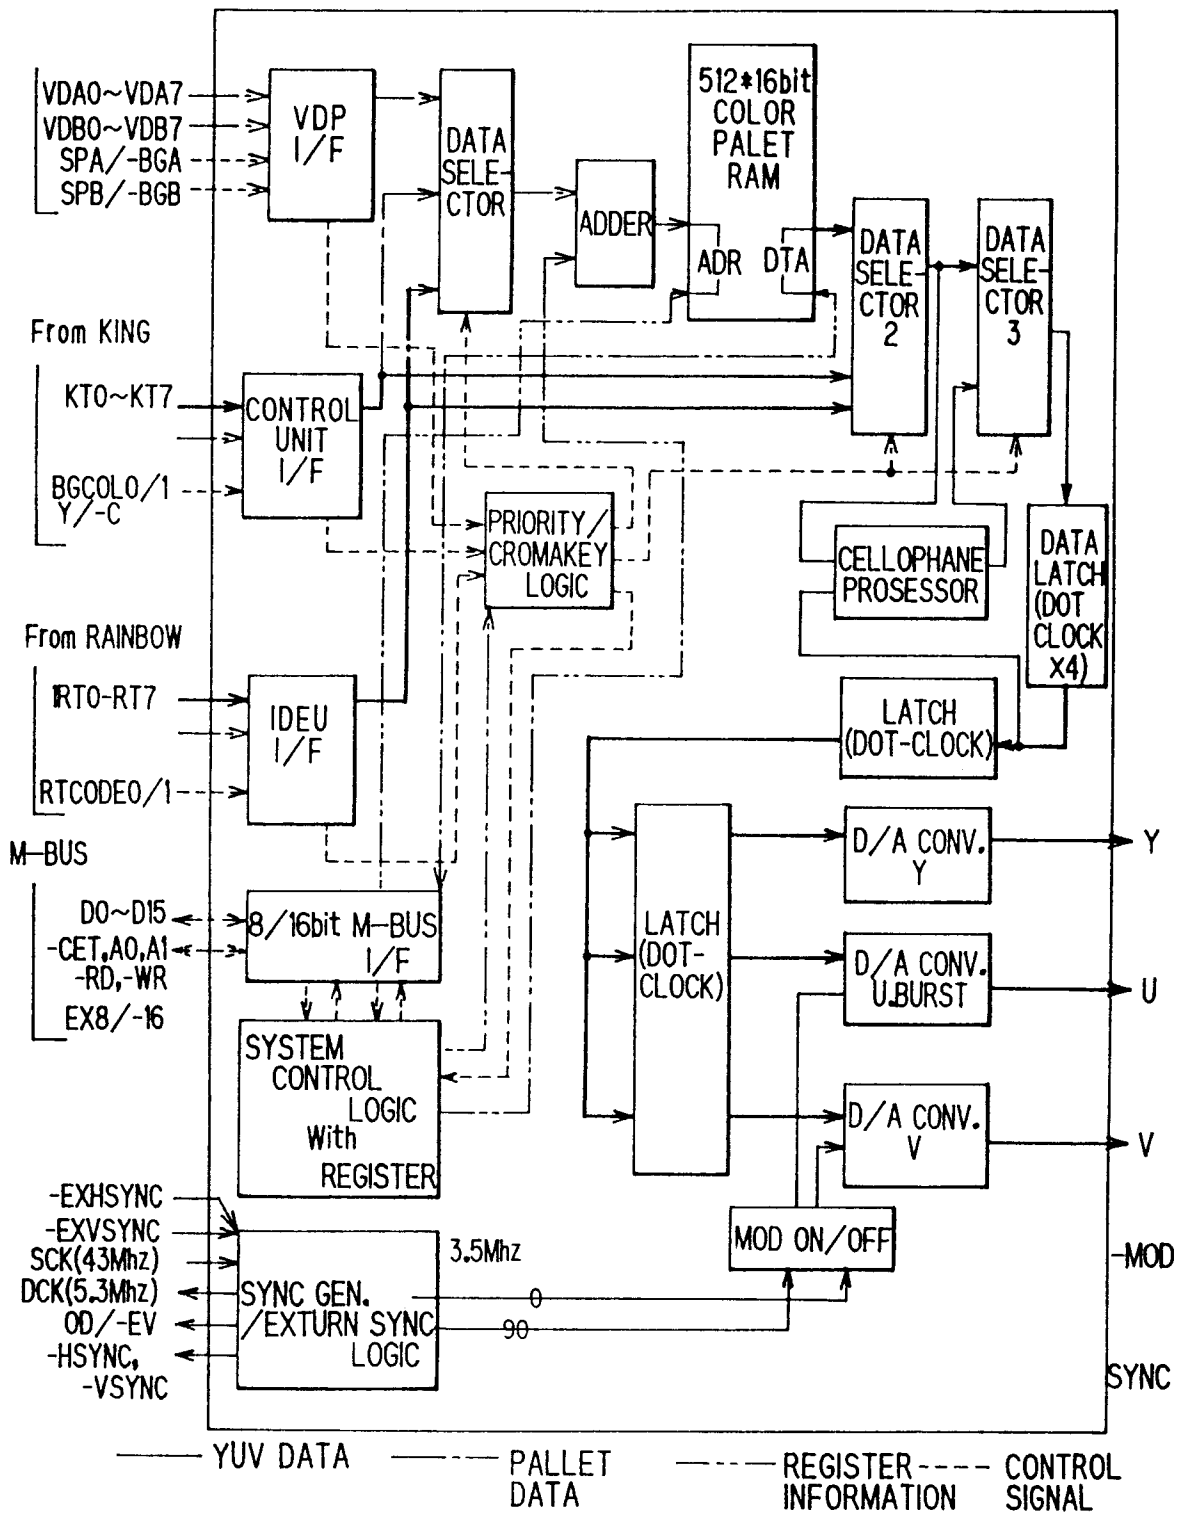 VDA0~VDA7
VDB0~VDB7
SPA/-BGA
SPB/-BGB
VDP
I/F
DATA
SELE-
CTOR
ADDER
512*16bit
COLOR
PALET
RAM
ADR
DTA
DATA
SELE-
CTOR
2
DATA
SELE-
CTOR
3
From KING
KT0~KT7
BGCOL0/1
Y/-C
CONTROL
UNIT
I/F
PRIORITY/
CROMAKEY
LOGIC
CELLOPHANE
PROSESSOR
DATA
LATCH
(DOT
CLOCK
X4)
From RAINBOW
RT0-RT7
RTCODE0/1
IDEU
I/F
LATCH
(DOT-CLOCK)
M-BUS
D0~D15
-CET,A0,A1
-RD,-WR
EX8/-16
8/16bit M-BUS
I/F
SYSTEM
CONTROL
LOGIC
With
REGISTER
LATCH
(DOT-
CLOCK)
D/A CONV.
Y
Y
D/A CONV.
U.BURST
U
D/A CONV.
V
V
MOD ON/OFF
-MOD
-EXHSYNC
-EXVSYNC
SCK(43Mhz)
DCK(5.3Mhz)
OD/-EV
-HSYNC,
-VSYNC
SYNC GEN.
/EXTURN SYNC
LOGIC
3.5Mhz
0
90
SYNC
YUV DATA
PALLET
DATA
REGISTER
INFORMATION
CONTROL
SIGNAL